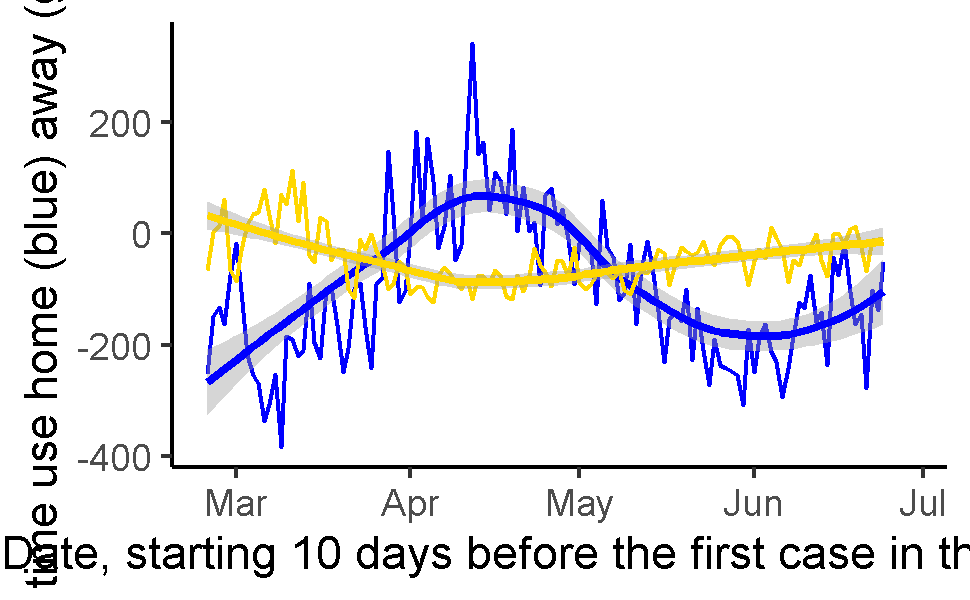 time use home (blue) away (
200
0
-200
-400
Mar Apr May Jun Jul
Date, starting 10 days before the first case in th